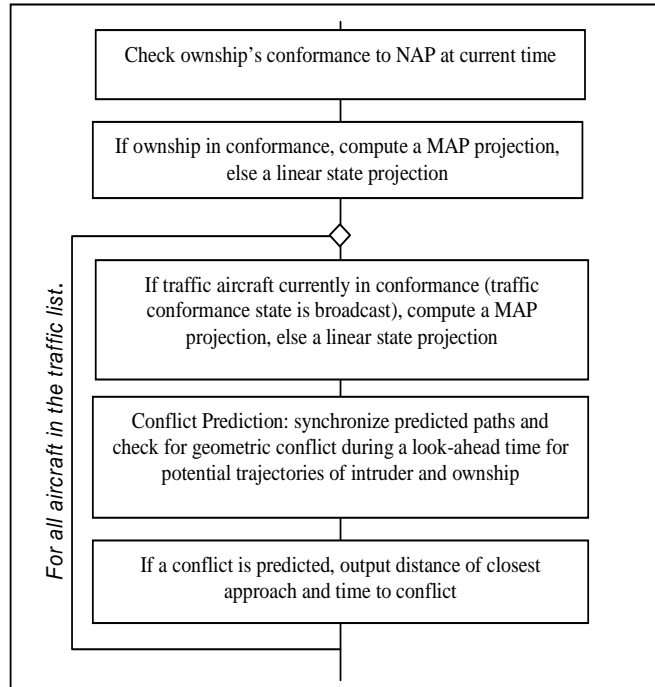 Check ownship's conformance to NAP at current time
If ownship in conformance, compute a MAP projection,
else a linear state projection
For all aircraft in the traffic list.
If traffic aircraft currently in conformance (traffic
conformance state is broadcast), compute a MAP
projection, else a linear state projection
Conflict Prediction: synchronize predicted paths and
check for geometric conflict during a look-ahead time for
potential trajectories of intruder and ownship
If a conflict is predicted, output distance of closest
approach and time to conflict